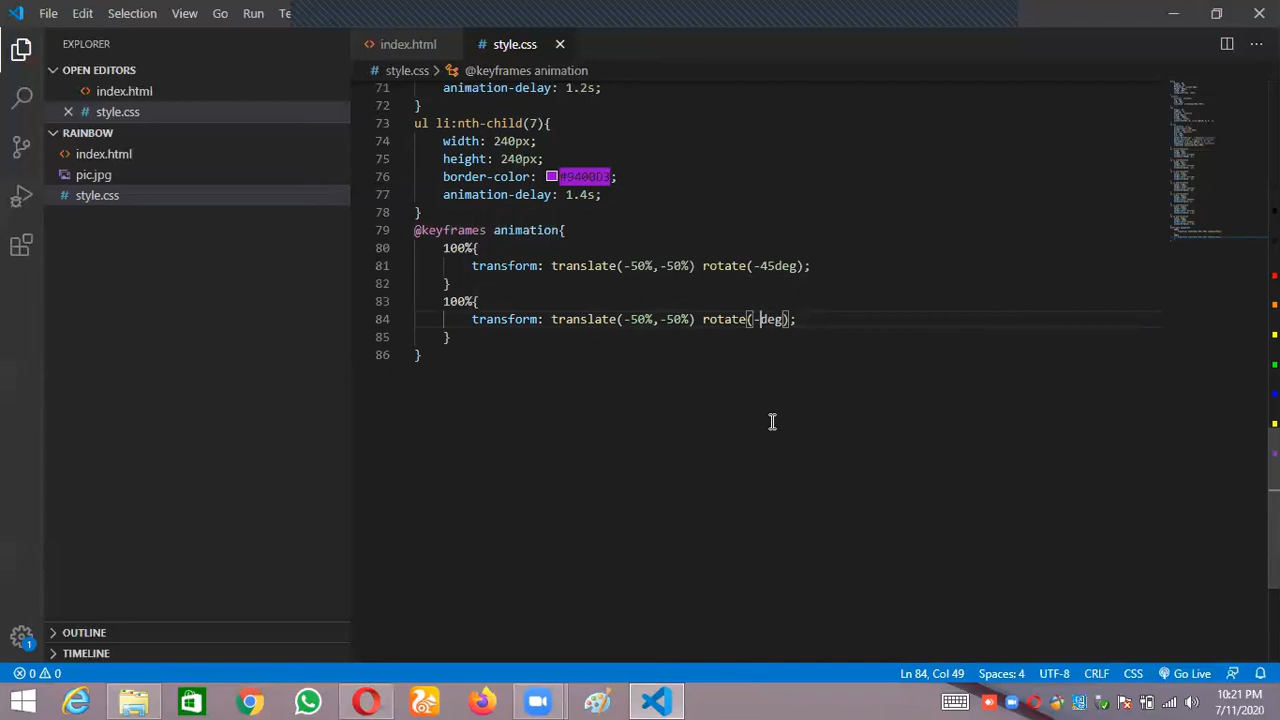 File Edit Selection View Go Run Te
EXPLORER
OPEN EDITORS
index.html
style.css
RAINBOW
index.html
pic.jpg
style.css
OUTLINE
TIMELINE
index.html
style.css
style.css > @keyframes animation
71 animation-delay: 1.2s;
72 }
73 ul li:nth-child(7){
74 width: 240px;
75 height: 240px;
76 border-color: #9400D3;
77 animation-delay: 1.4s;
78 }
79 @keyframes animation{
80 100%{
81 transform: translate(-50%,-50%) rotate(-45deg);
82 }
83 100%{
84 transform: translate(-50%,-50%) rotate(-deg);
85 }
86 }
1
0 0
Ln 84, Col 49 Spaces: 4 UTF-8 CRLF CSS Go Live
10:21 PM
7/11/2020